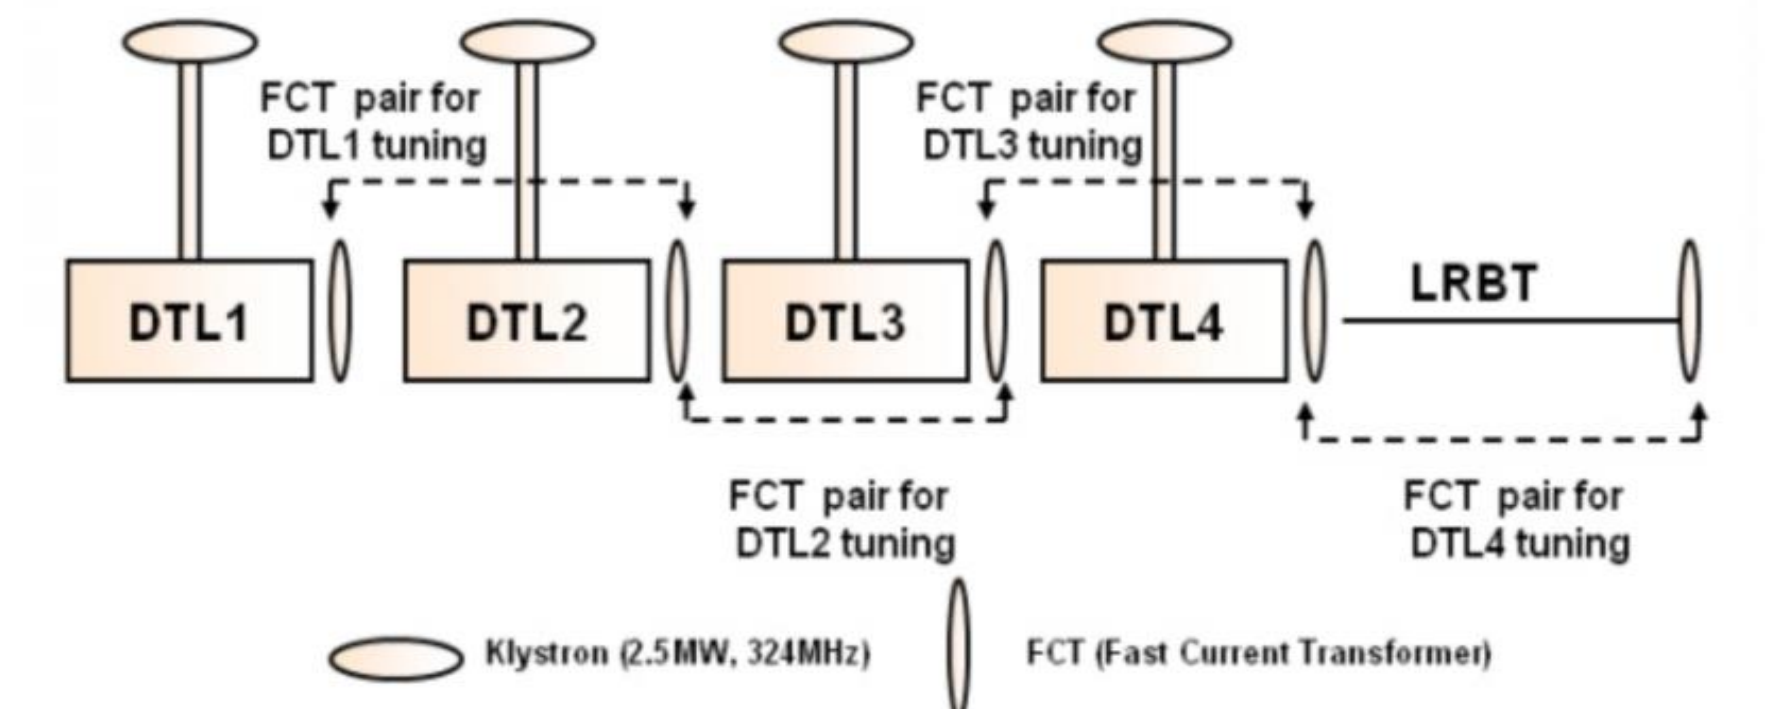 FCT pair for
DTL1 tuning
FCT pair for
DTL3 tuning
DTL1
DTL2
DTL3
DTL4
LRBT
FCT pair for
DTL2 tuning
FCT pair for
DTL4 tuning
Klystron (2.5MW, 324MHz)
FCT (Fast Current Transformer)